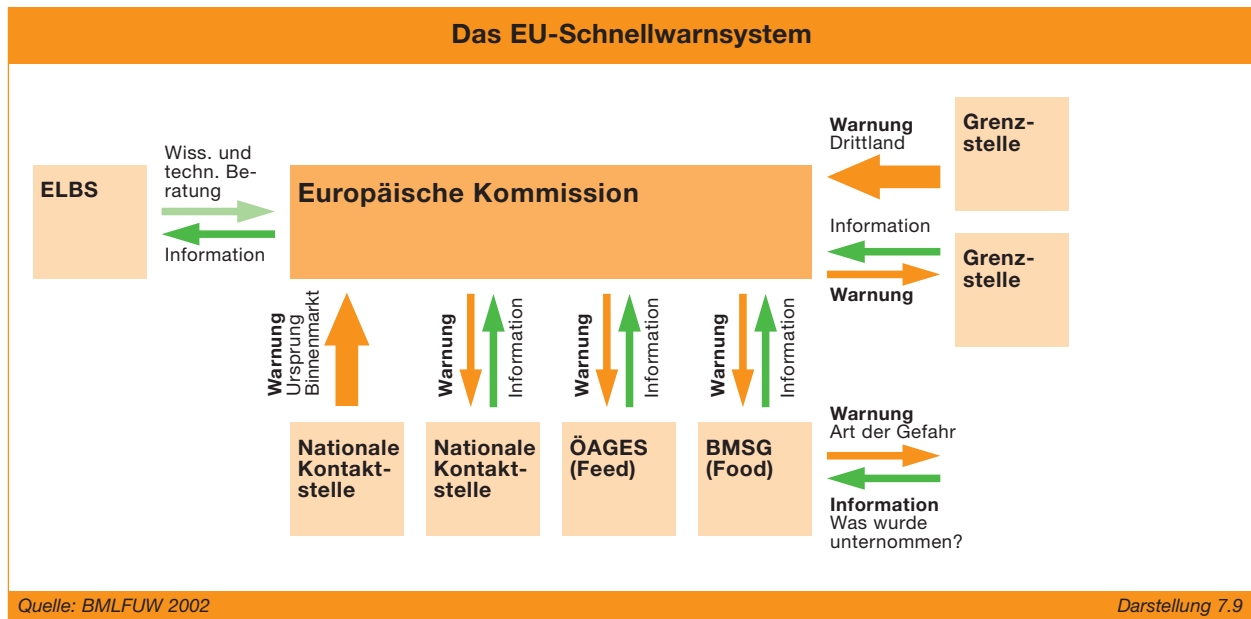 Das EU-Schnellwarnsystem
ELBS
Wiss. und
techn. Be-
ratung
Information
Europäische Kommission
Warnung
Drittland
Grenz-
stelle
Information
Warnung
Grenz-
stelle
Warnung
Ursprung
Binnenmarkt
Warnung
Information
Warnung
Information
Warnung
Information
Nationale
Kontakt-
stelle
Nationale
Kontakt-
stelle
ÖAGES
(Feed)
BMSG
(Food)
Warnung
Art der Gefahr
Information
Was wurde
unternommen?
Quelle: BMLFUW 2002
Darstellung 7.9